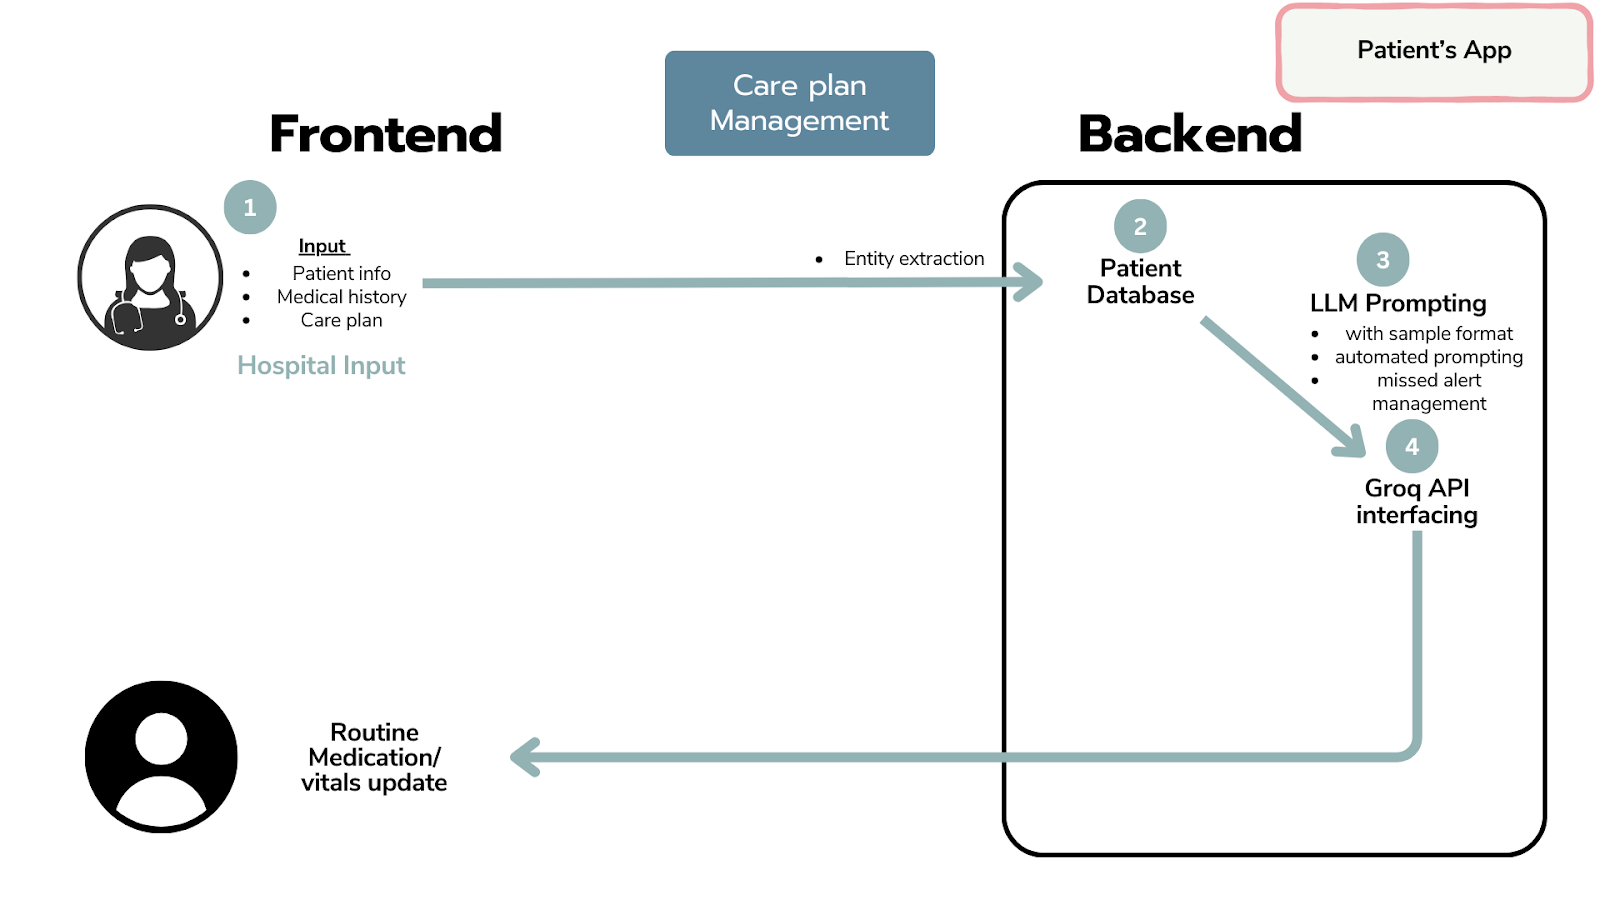 Patient's App
Care plan
Management
Frontend
Backend
1
Input
• Patient info
• Medical history
• Care plan
Hospital Input
• Entity extraction
2
Patient
Database
3
LLM Prompting
• with sample format
• automated prompting
• missed alert
management
4
Groq API
interfacing
Routine
Medication/
vitals update